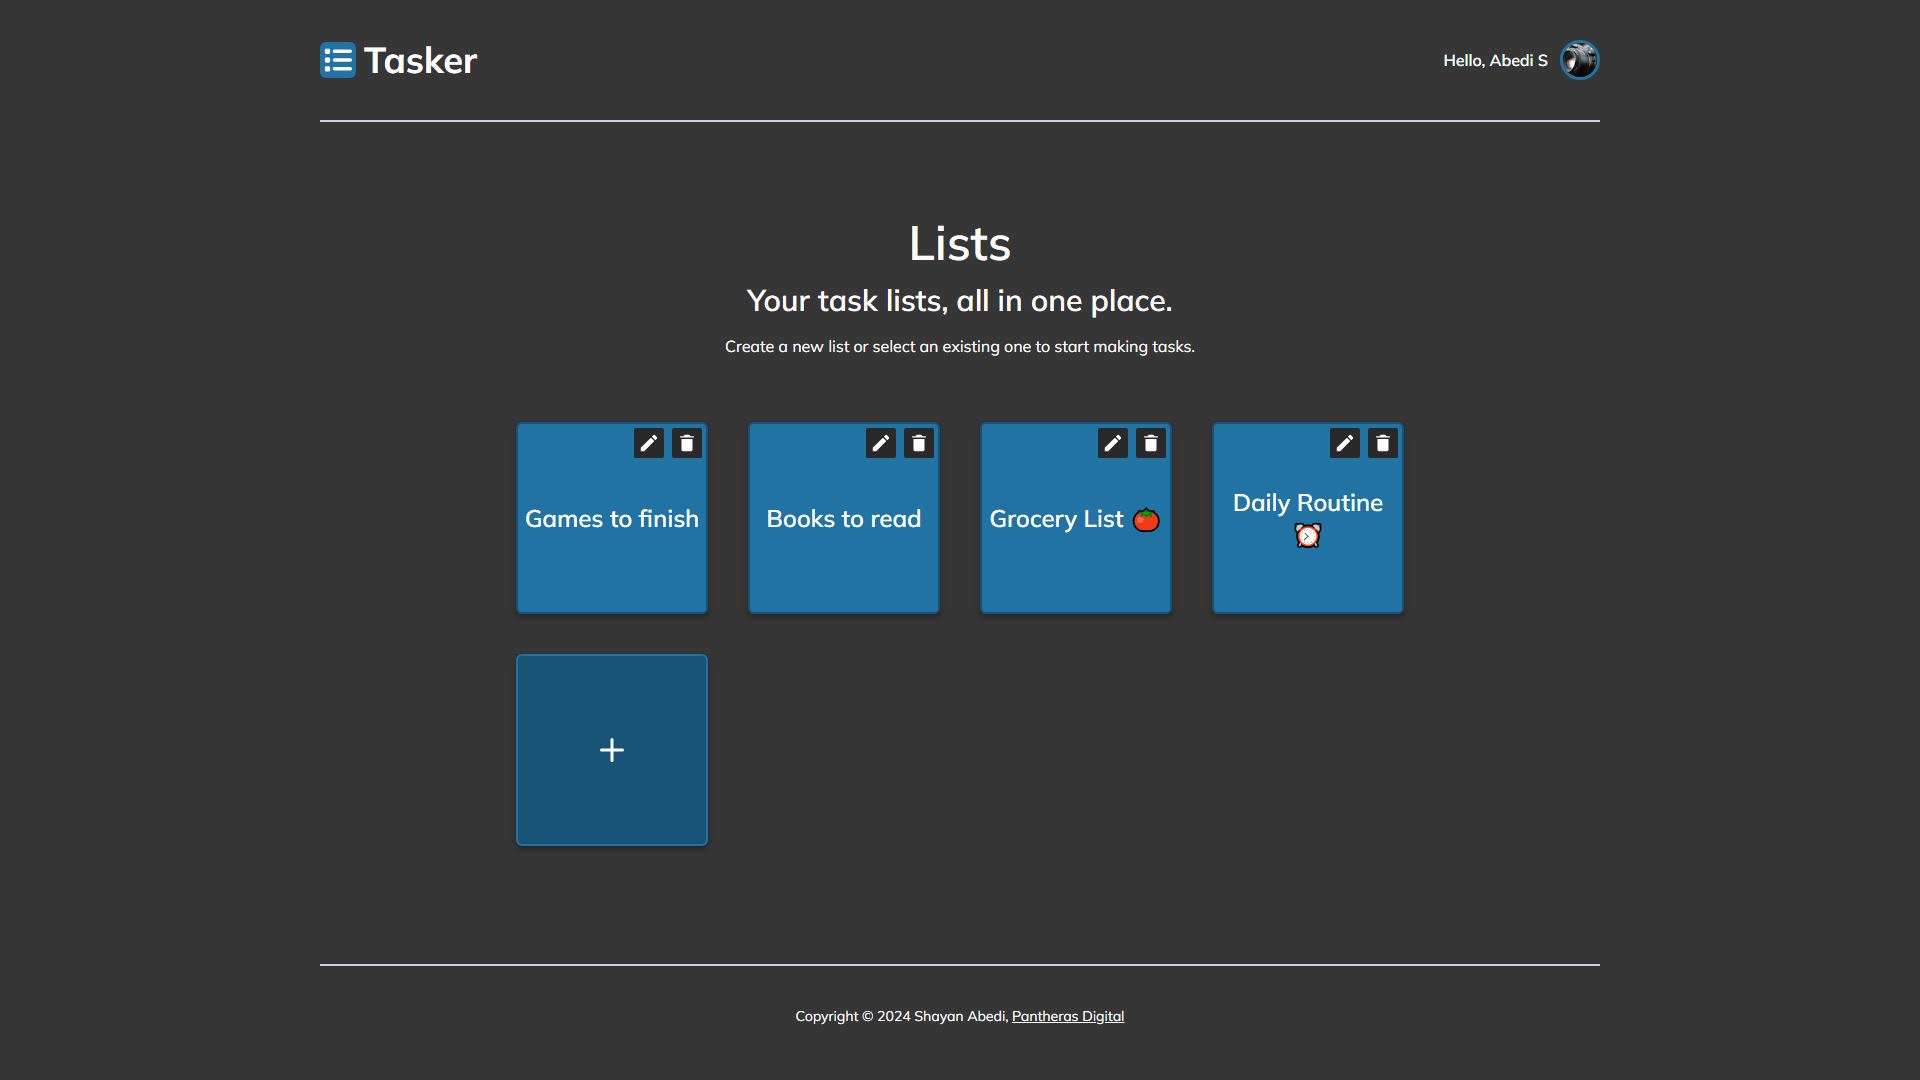 Tasker
Hello, Abedi S
Lists
Your task lists, all in one place.
Create a new list or select an existing one to start making tasks.
Games to finish
Books to read
Grocery List 🍅
Daily Routine
⏰
Copyright © 2024 Shayan Abedi, Pantheras Digital